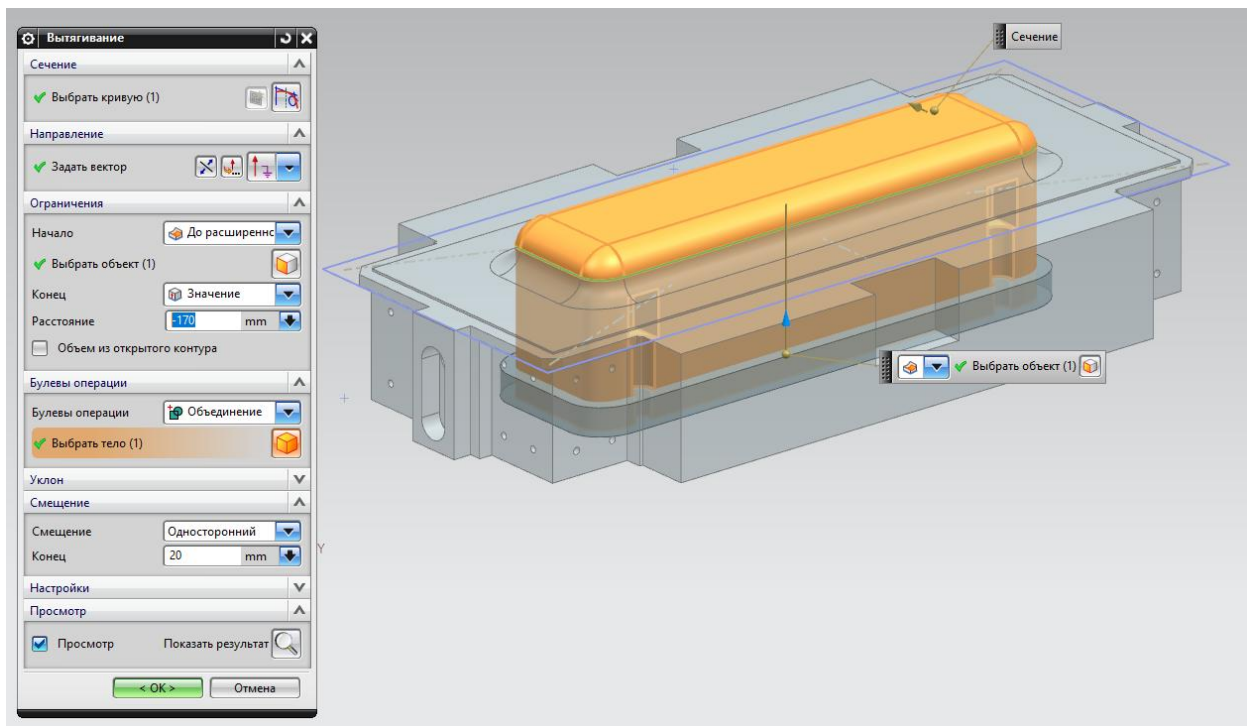 Вытягивание
Сечение
Выбрать кривую (1)
Направление
Задать вектор
Ограничения
Начало До расширеннс
Выбрать объект (1)
Конец Значение
Расстояние -170 mm
Объем из открытого контура
Булевы операции
Булевы операции Объединение
Выбрать тело (1)
Уклон
Смещение
Смещение Односторонний
Конец 20 mm
Настройки
Просмотр
Просмотр Показать результат
< OK > Отмена
Сечение
Выбрать объект (1)
Y